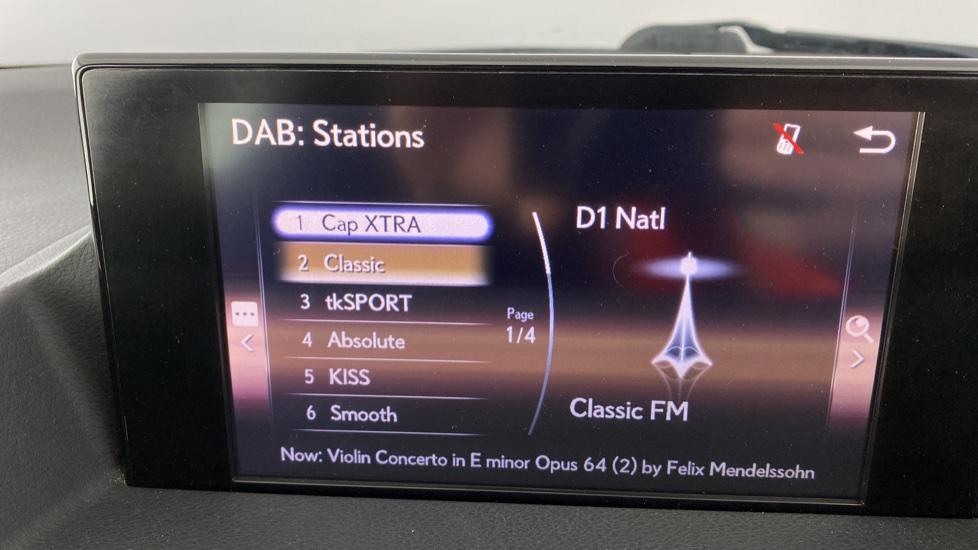 DAB: Stations
1 Cap XTRA
2 Classic
3 tkSPORT
4 Absolute
5 KISS
6 Smooth
Page
1/4
D1 Natl
Classic FM
Now: Violin Concerto in E minor Opus 64 (2) by Felix Mendelssohn